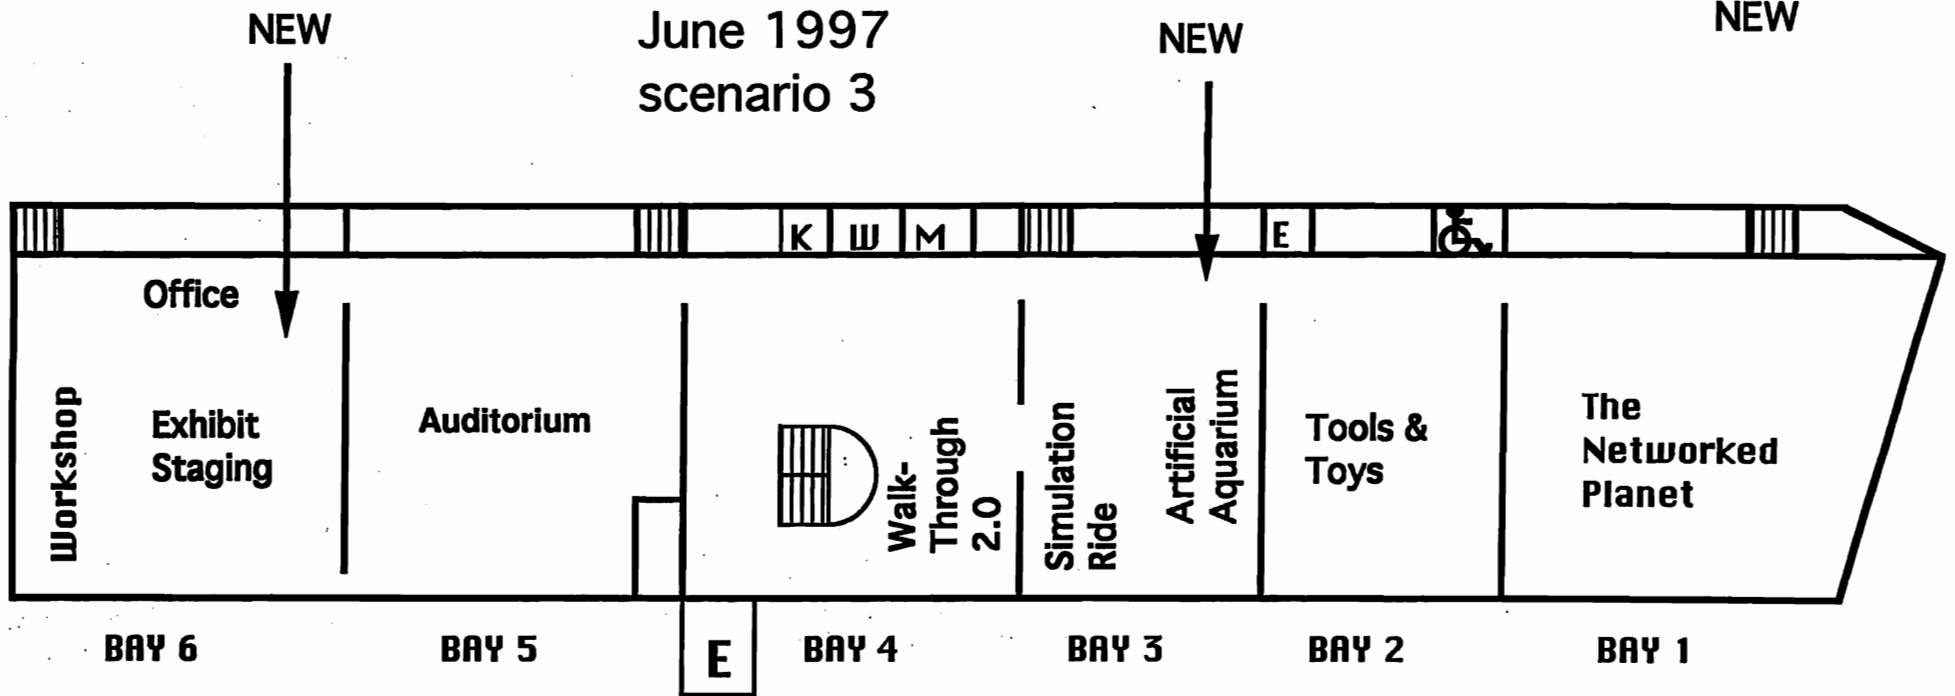 NEW
June 1997
scenario 3
NEW
NEW
K
W
M
E
Office
Workshop
Exhibit
Staging
Auditorium
Walk-
Through
2.0
Simulation
Ride
Artificial
Aquarium
Tools &
Toys
The
Networked
Planet
BAY 6
BAY 5
E
BAY 4
BAY 3
BAY 2
BAY 1